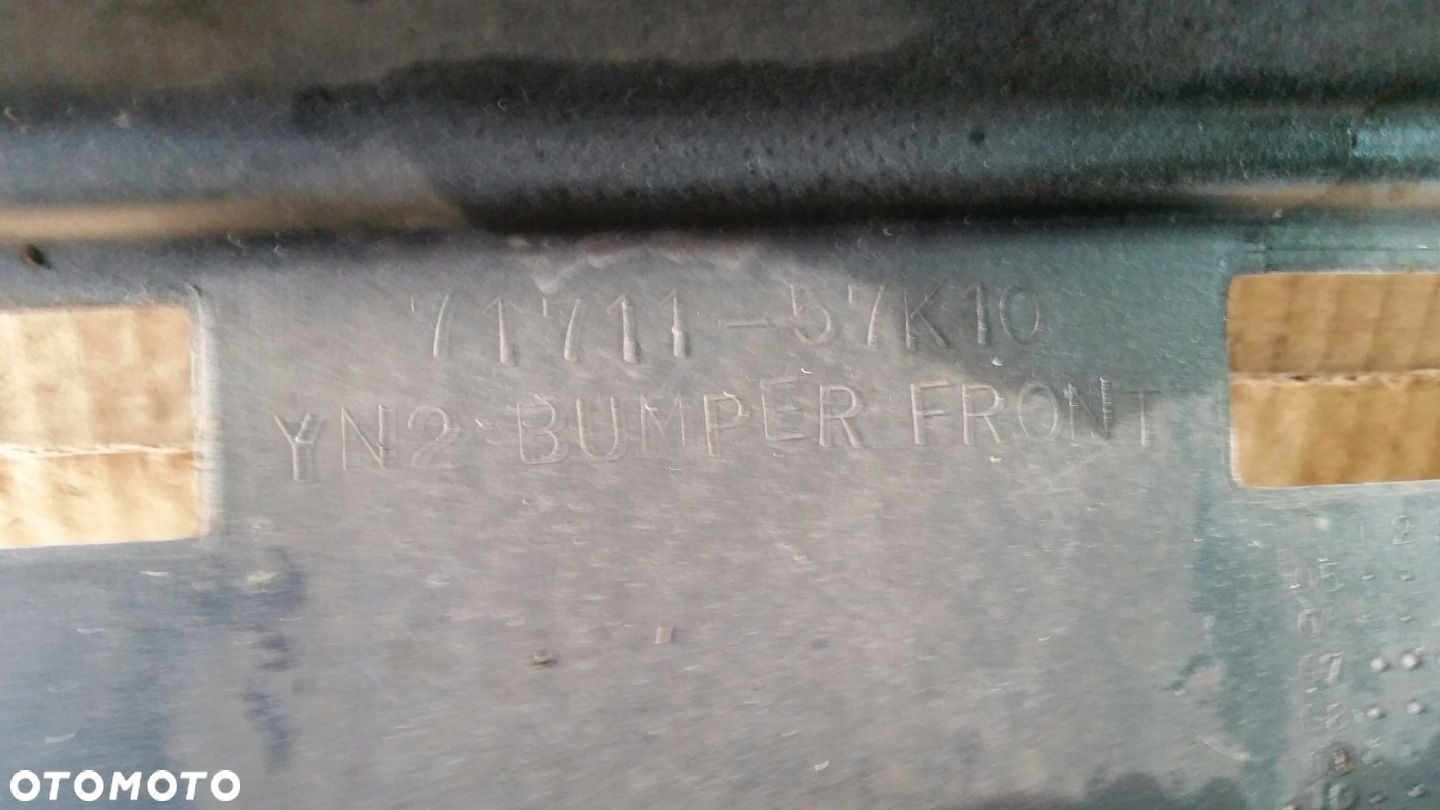 71711-57K10
YN2 BUMPER FRONT
OTOMOTO